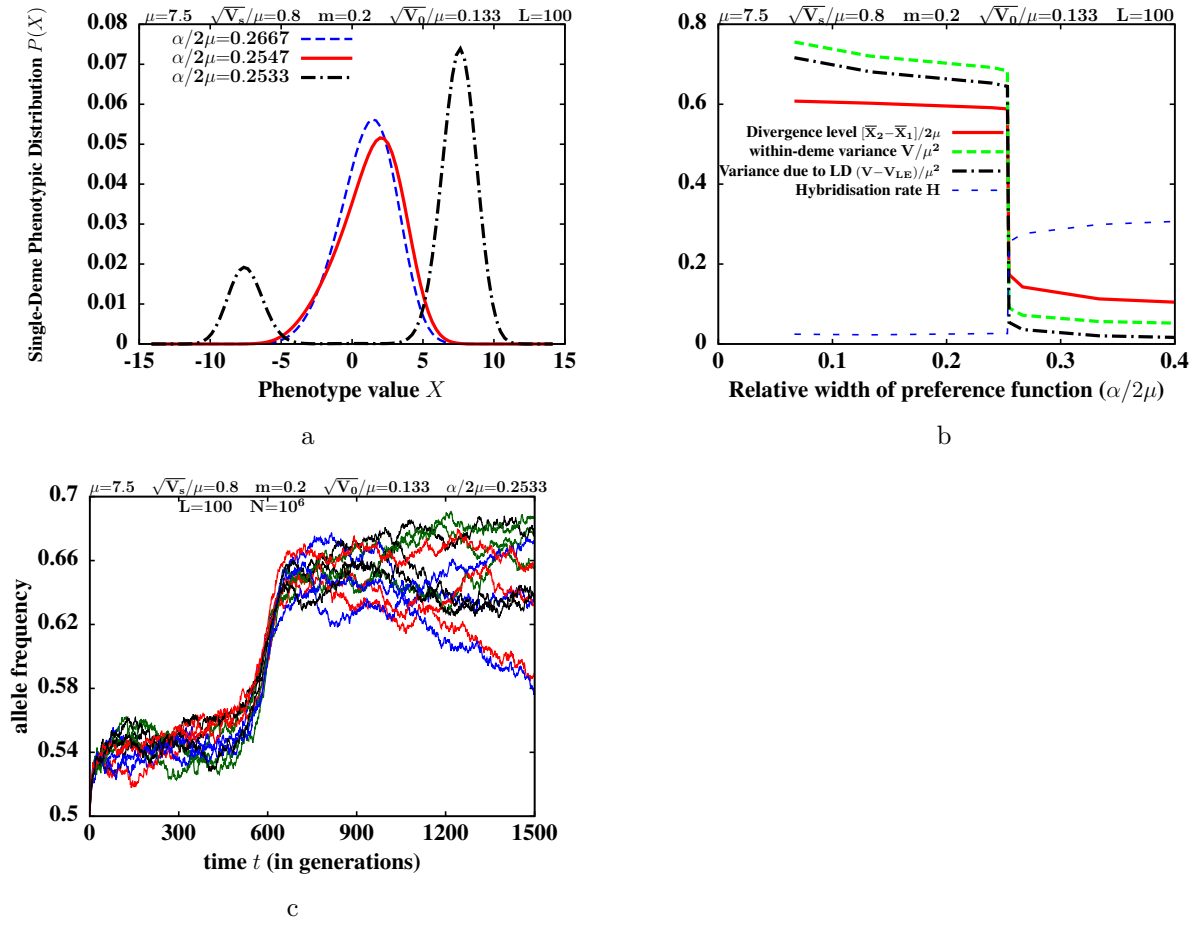 μ=7.5 √V_s/μ=0.8 m=0.2 √V_0/μ=0.133 L=100
α/2μ=0.2667
α/2μ=0.2547
α/2μ=0.2533
Single-Deme Phenotypic Distribution P(X)
0.08
0.07
0.06
0.05
0.04
0.03
0.02
0.01
0
-15 -10 -5 0 5 10 15
Phenotype value X
a
μ=7.5 √V_s/μ=0.8 m=0.2 √V_0/μ=0.133 L=100
0.8
0.6
0.4
0.2
0
Divergence level [X̅_2−X̅_1]/2μ
within-deme variance V/μ²
Variance due to LD (V−V_LE)/μ²
Hybridisation rate H
0 0.1 0.2 0.3 0.4
Relative width of preference function (α/2μ)
b
μ=7.5 √V_s/μ=0.8 m=0.2 √V_0/μ=0.133 α/2μ=0.2533
L=100 N=10⁶
allele frequency
0.7
0.66
0.62
0.58
0.54
0.5
0 300 600 900 1200 1500
time t (in generations)
c